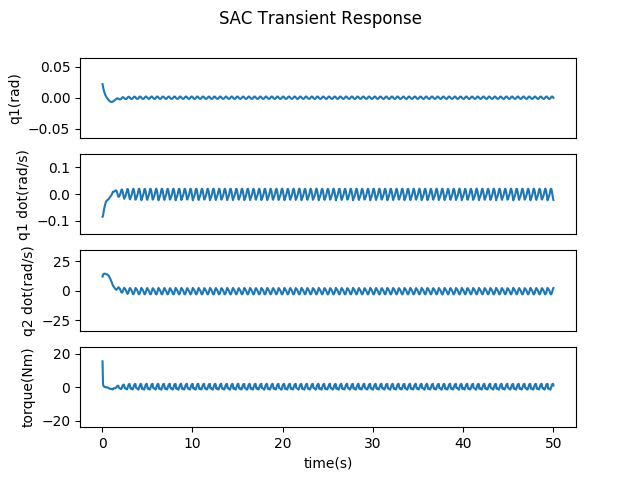 SAC Transient Response
q1(rad)
0.05
0.00
−0.05
q1 dot(rad/s)
0.1
0.0
−0.1
q2 dot(rad/s)
25
0
−25
torque(Nm)
20
0
−20
0 10 20 30 40 50
time(s)